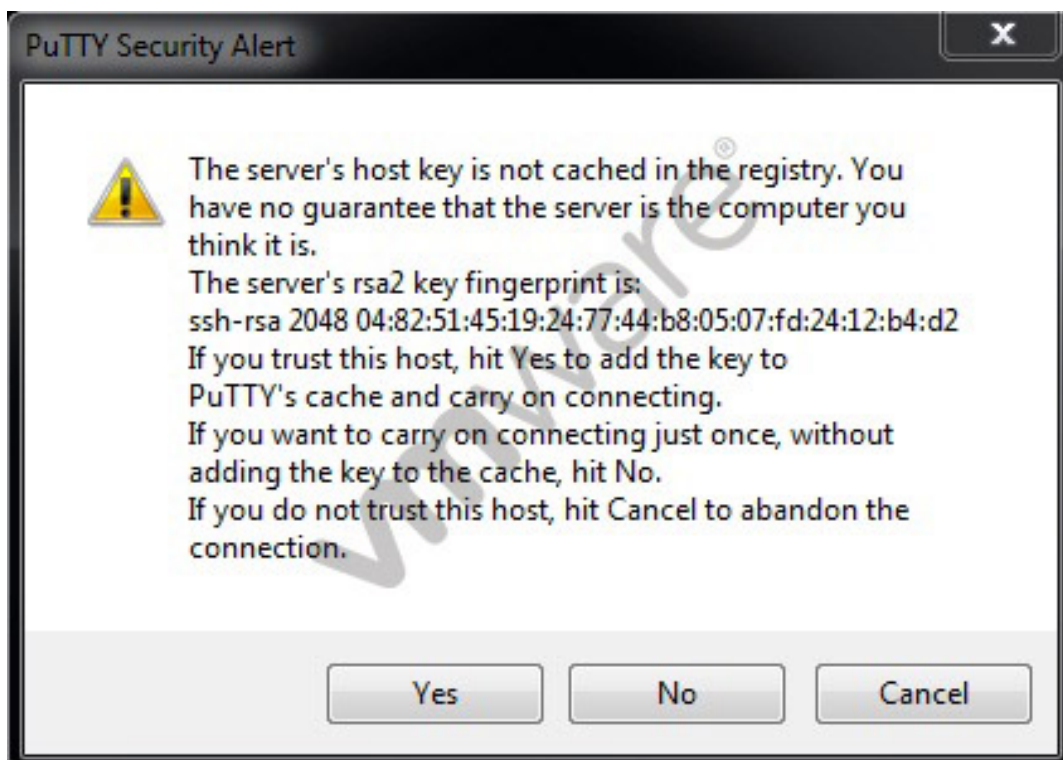 PuTTY Security Alert
The server's host key is not cached in the registry. You
have no guarantee that the server is the computer you
think it is.
The server's rsa2 key fingerprint is:
ssh-rsa 2048 04:82:51:45:19:24:77:44:b8:05:07:fd:24:12:b4:d2
If you trust this host, hit Yes to add the key to
PuTTY's cache and carry on connecting.
If you want to carry on connecting just once, without
adding the key to the cache, hit No.
If you do not trust this host, hit Cancel to abandon the
connection.
vmware®
Yes No Cancel